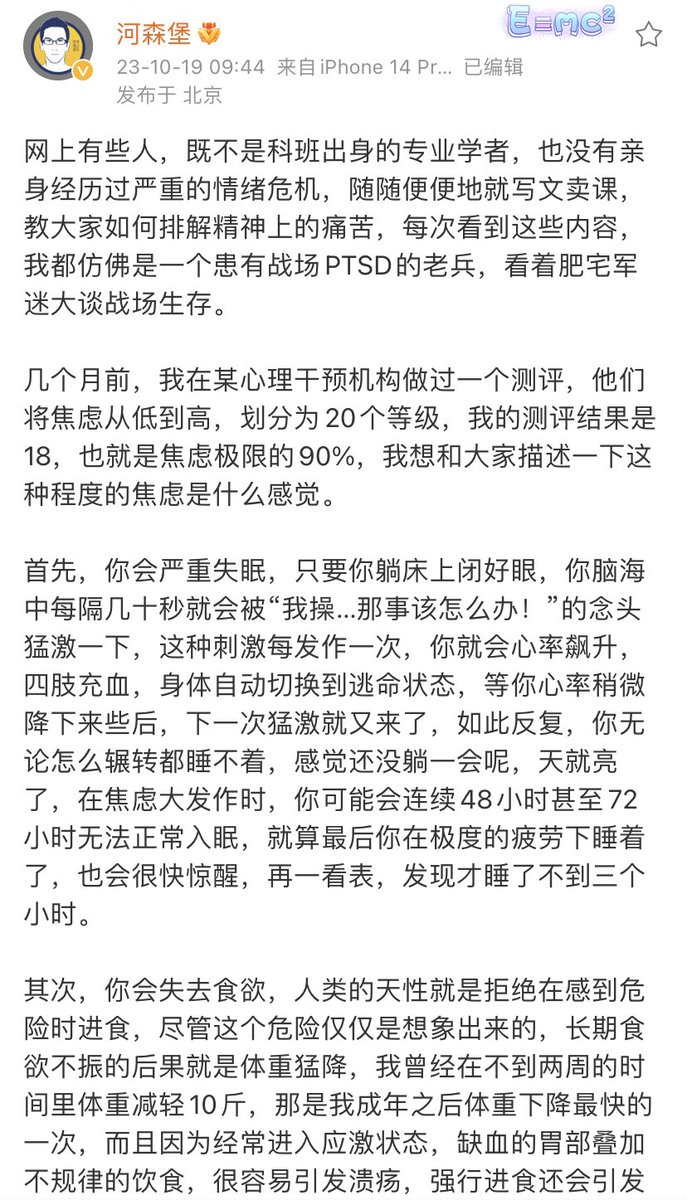 E=mc²
河森堡
23-10-19 09:44 来自iPhone 14 Pr... 已编辑
发布于 北京
网上有些人，既不是科班出身的专业学者，也没有亲
身经历过严重的情绪危机，随随便便地就写文卖课，
教大家如何排解精神上的痛苦，每次看到这些内容，
我都仿佛是一个患有战场PTSD的老兵，看着肥宅军
迷大谈战场生存。
几个月前，我在某心理干预机构做过一个测评，他们
将焦虑从低到高，划分为20个等级，我的测评结果是
18，也就是焦虑极限的90%，我想和大家描述一下这
种程度的焦虑是什么感觉。
首先，你会严重失眠，只要你躺床上闭好眼，你脑海
中每隔几十秒就会被“我操...那事该怎么办！”的念头
猛激一下，这种刺激每发作一次，你就会心率飙升，
四肢充血，身体自动切换到逃命状态，等你心率稍微
降下来些后，下一次猛激就又来了，如此反复，你无
论怎么辗转都睡不着，感觉还没躺一会呢，天就亮
了，在焦虑大发作时，你可能会连续48小时甚至72
小时无法正常入眠，就算最后你在极度的疲劳下睡着
了，也会很快惊醒，再一看表，发现才睡了不到三个
小时。
其次，你会失去食欲，人类的天性就是拒绝在感到危
险时进食，尽管这个危险仅仅是想象出来的，长期食
欲不振的后果就是体重猛降，我曾经在不到两周的时
间里体重减轻10斤，那是我成年之后体重下降最快的
一次，而且因为经常进入应激状态，缺血的胃部叠加
不规律的饮食，很容易引发溃疡，强行进食还会引发